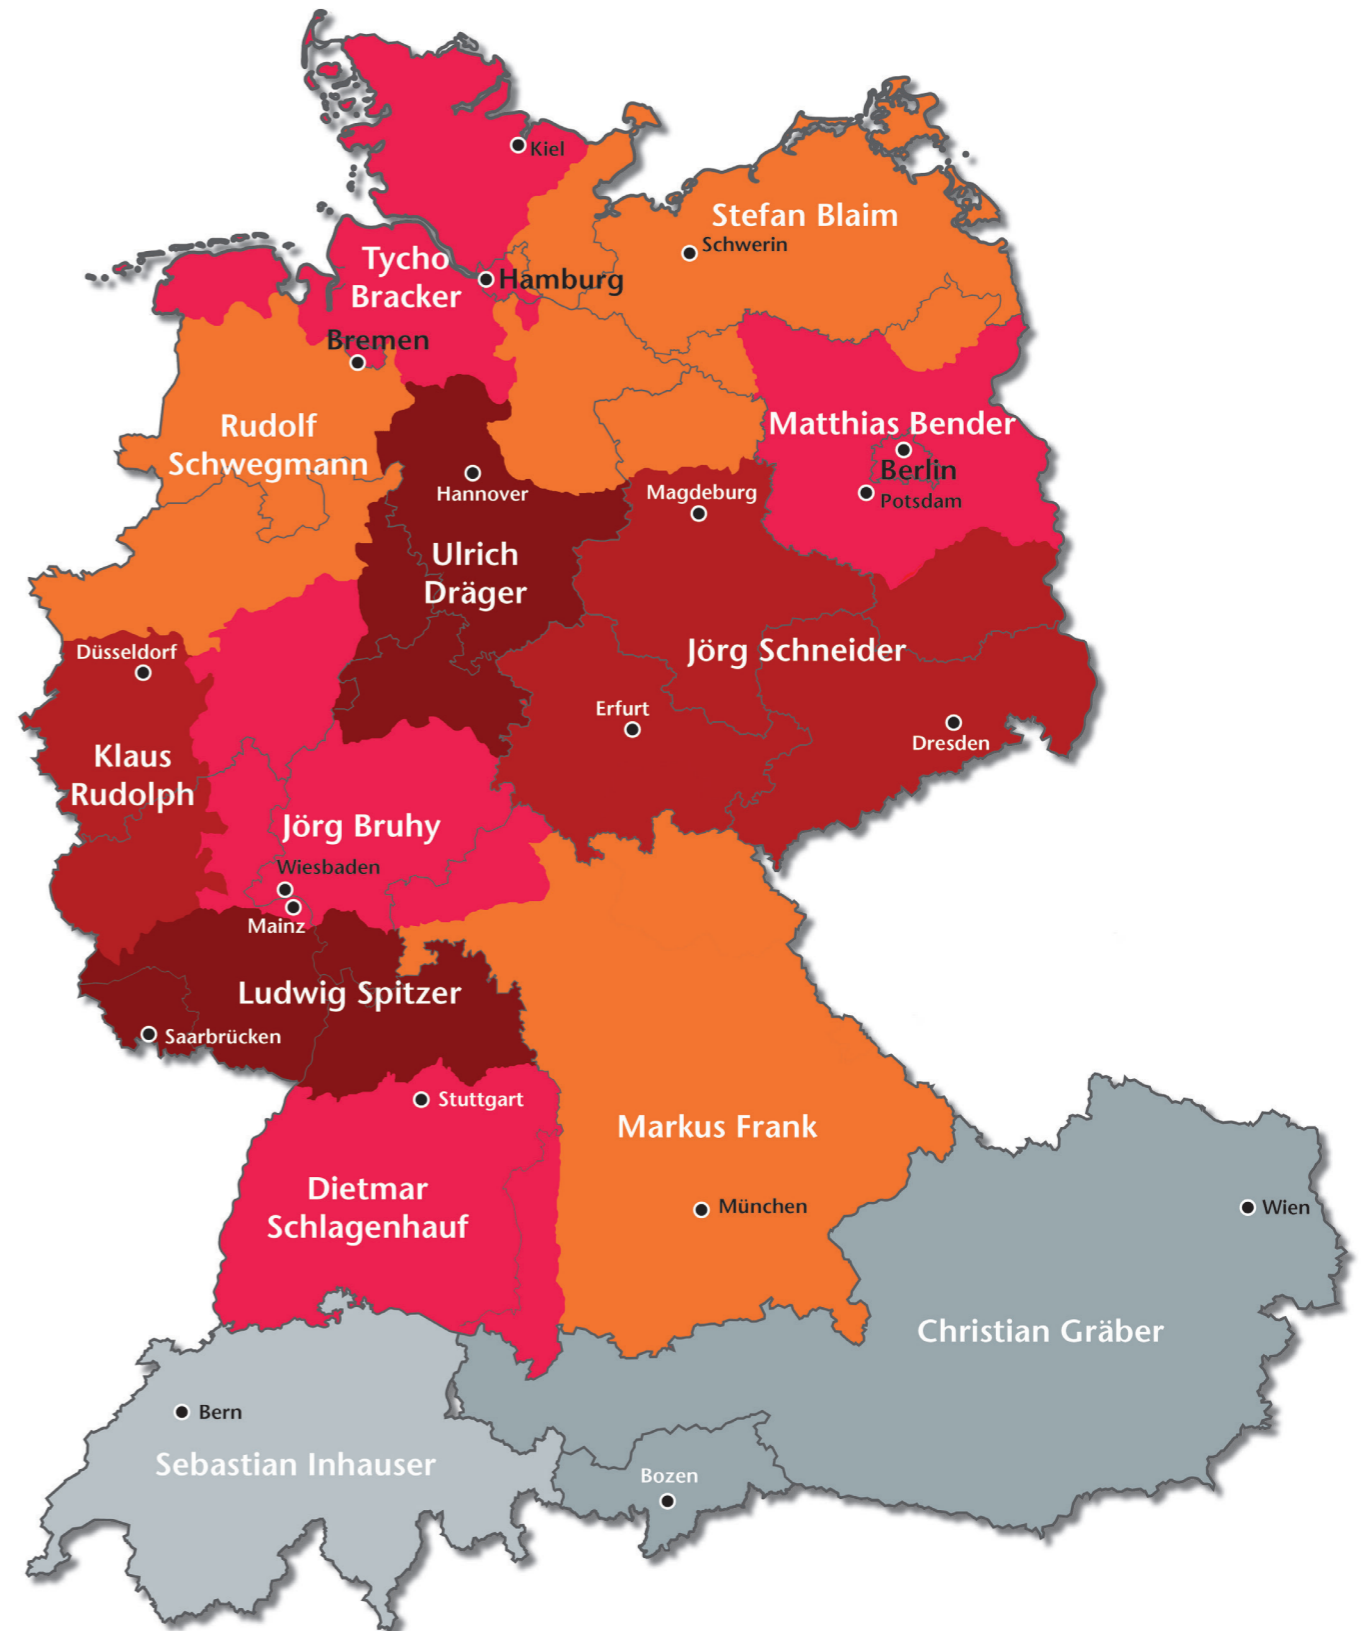 Kiel
Stefan Blaim
Schwerin
Tycho
Bracker
Hamburg
Bremen
Rudolf
Schwegmann
Matthias Bender
Berlin
Potsdam
Hannover
Magdeburg
Ulrich
Dräger
Jörg Schneider
Düsseldorf
Erfurt
Dresden
Klaus
Rudolph
Jörg Bruhy
Wiesbaden
Mainz
Ludwig Spitzer
Saarbrücken
Stuttgart
Markus Frank
Dietmar
Schlagenhauf
München
Wien
Christian Gräber
Bern
Sebastian Inhauser
Bozen